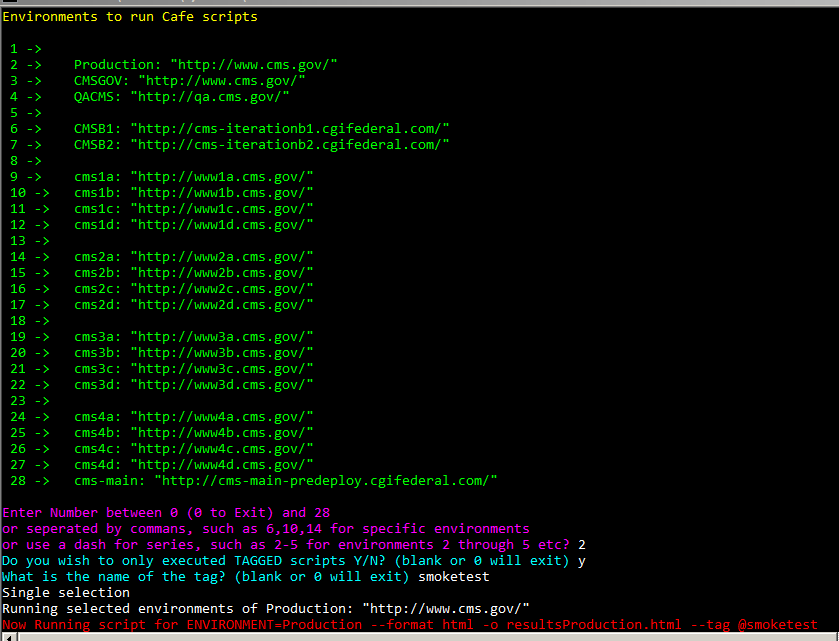 Environments to run Cafe scripts
1 ->
2 -> Production: "http://www.cms.gov/"
3 -> CMSGOV: "http://www.cms.gov/"
4 -> QACMS: "http://qa.cms.gov/"
5 ->
6 -> CMSB1: "http://cms-iterationb1.cgifederal.com/"
7 -> CMSB2: "http://cms-iterationb2.cgifederal.com/"
8 ->
9 -> cms1a: "http://www1a.cms.gov/"
10 -> cms1b: "http://www1b.cms.gov/"
11 -> cms1c: "http://www1c.cms.gov/"
12 -> cms1d: "http://www1d.cms.gov/"
13 ->
14 -> cms2a: "http://www2a.cms.gov/"
15 -> cms2b: "http://www2b.cms.gov/"
16 -> cms2c: "http://www2c.cms.gov/"
17 -> cms2d: "http://www2d.cms.gov/"
18 ->
19 -> cms3a: "http://www3a.cms.gov/"
20 -> cms3b: "http://www3b.cms.gov/"
21 -> cms3c: "http://www3c.cms.gov/"
22 -> cms3d: "http://www3d.cms.gov/"
23 ->
24 -> cms4a: "http://www4a.cms.gov/"
25 -> cms4b: "http://www4b.cms.gov/"
26 -> cms4c: "http://www4c.cms.gov/"
27 -> cms4d: "http://www4d.cms.gov/"
28 -> cms-main: "http://cms-main-predeploy.cgifederal.com/"
Enter Number between 0 (0 to Exit) and 28
or seperated by commans, such as 6,10,14 for specific environments
or use a dash for series, such as 2-5 for environments 2 through 5 etc? 2
Do you wish to only executed TAGGED scripts Y/N? (blank or 0 will exit) y
What is the name of the tag? (blank or 0 will exit) smoketest
Single selection
Running selected environments of Production: "http://www.cms.gov/"
Now Running script for ENVIRONMENT=Production --format html -o resultsProduction.html --tag @smoketest